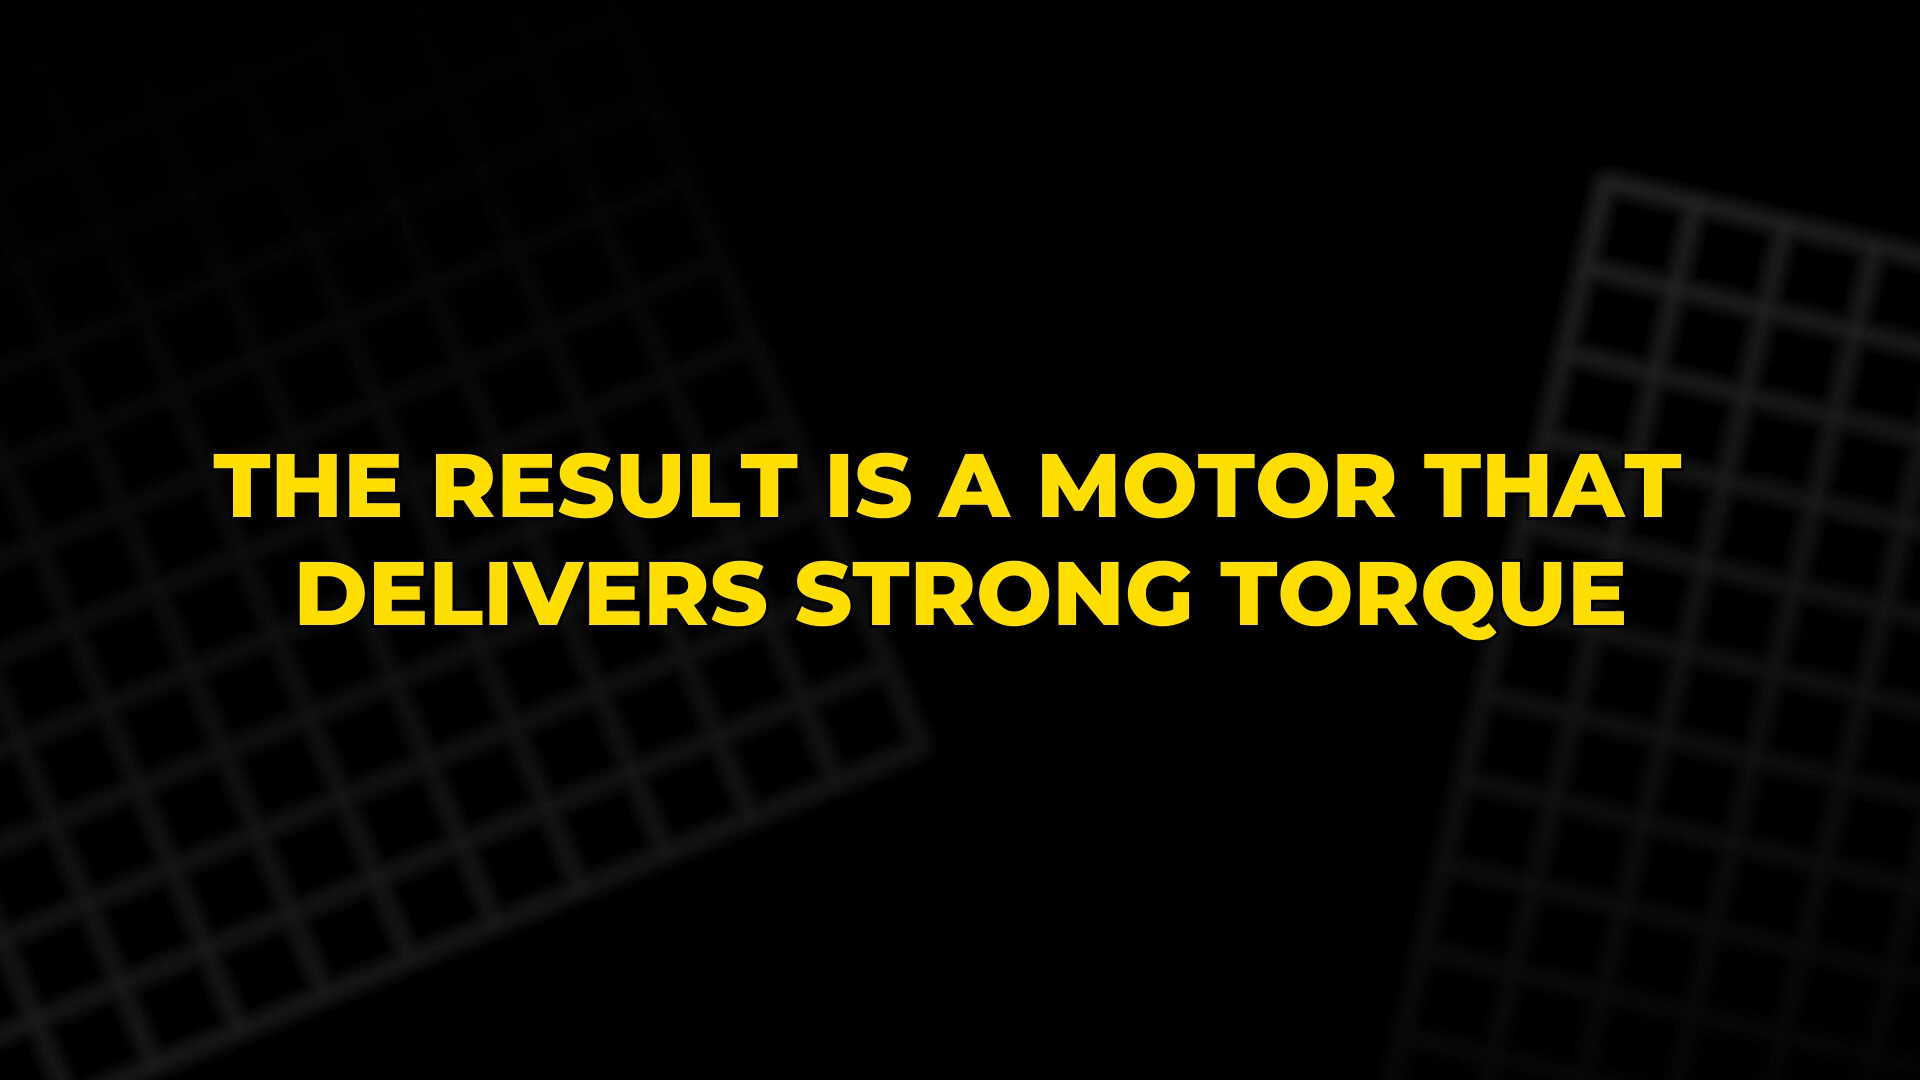 THE RESULT IS A MOTOR THAT
DELIVERS STRONG TORQUE